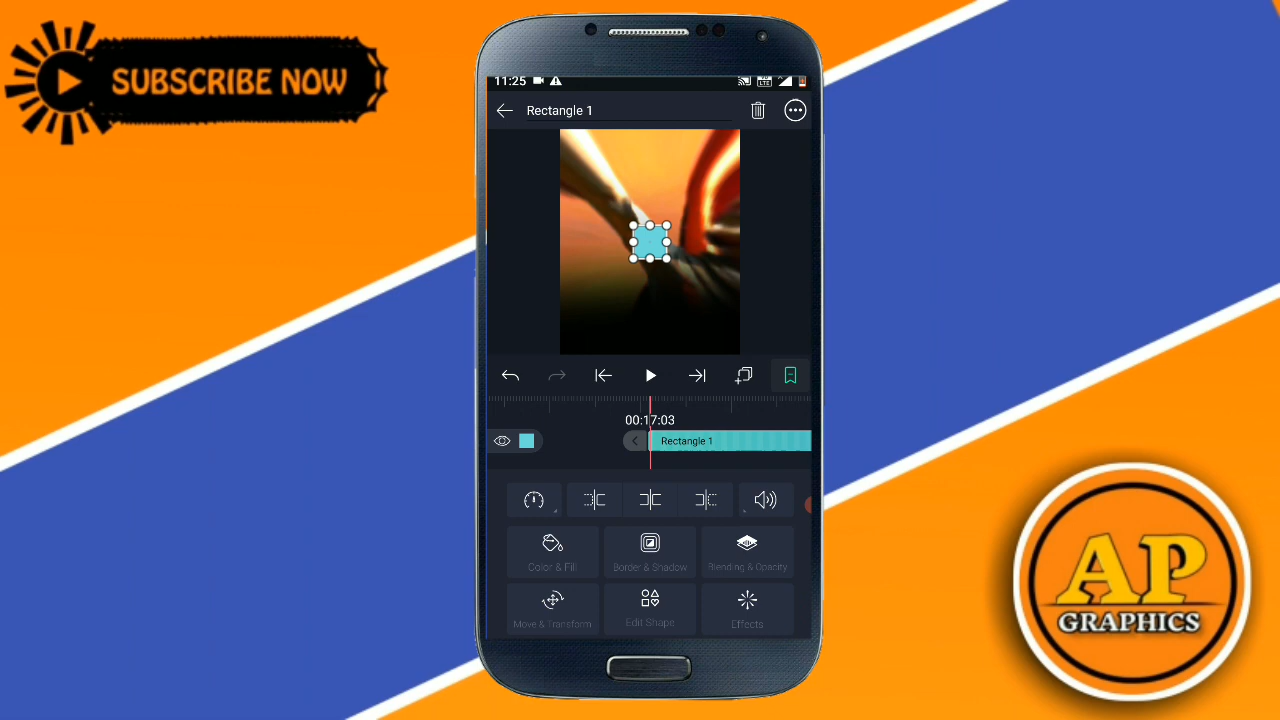 SUBSCRIBE NOW
11:25
LTE
Rectangle 1
00:17:03
Rectangle 1
Color & Fill
Border & Shadow
Blending & Opacity
Move & Transform
Edit Shape
Effects
AP
GRAPHICS